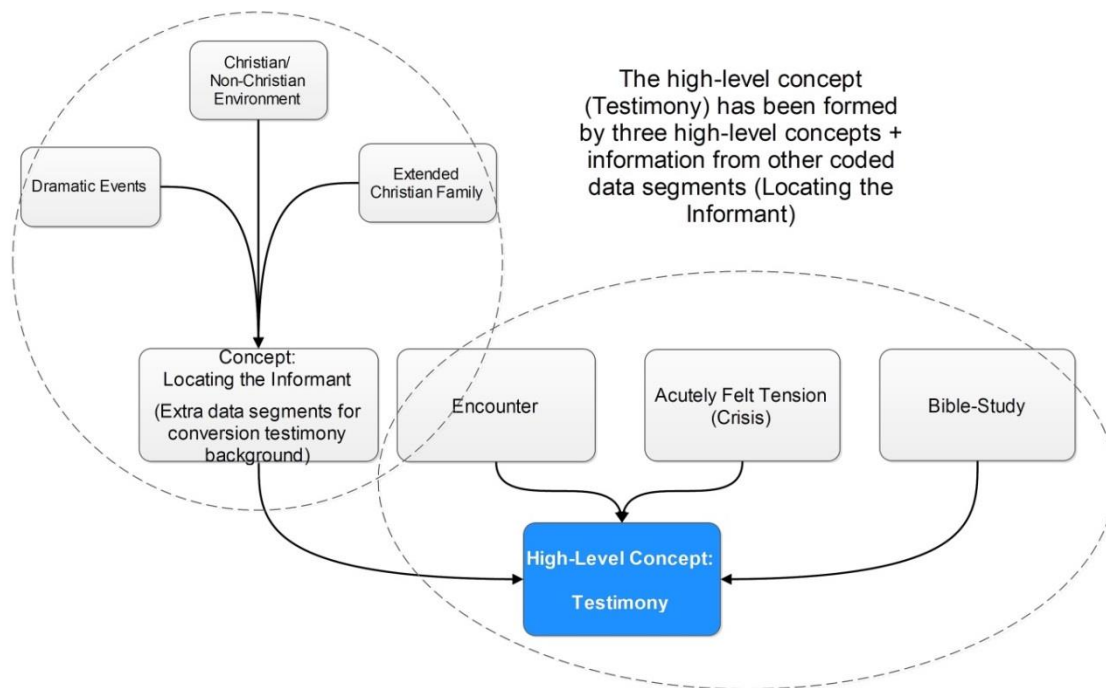 Christian/
Non-Christian
Environment
Dramatic Events
Extended
Christian Family
The high-level concept
(Testimony) has been formed
by three high-level concepts +
information from other coded
data segments (Locating the
Informant)
Concept:
Locating the Informant
(Extra data segments for
conversion testimony
background)
Encounter
Acutely Felt Tension
(Crisis)
Bible-Study
High-Level Concept:
Testimony